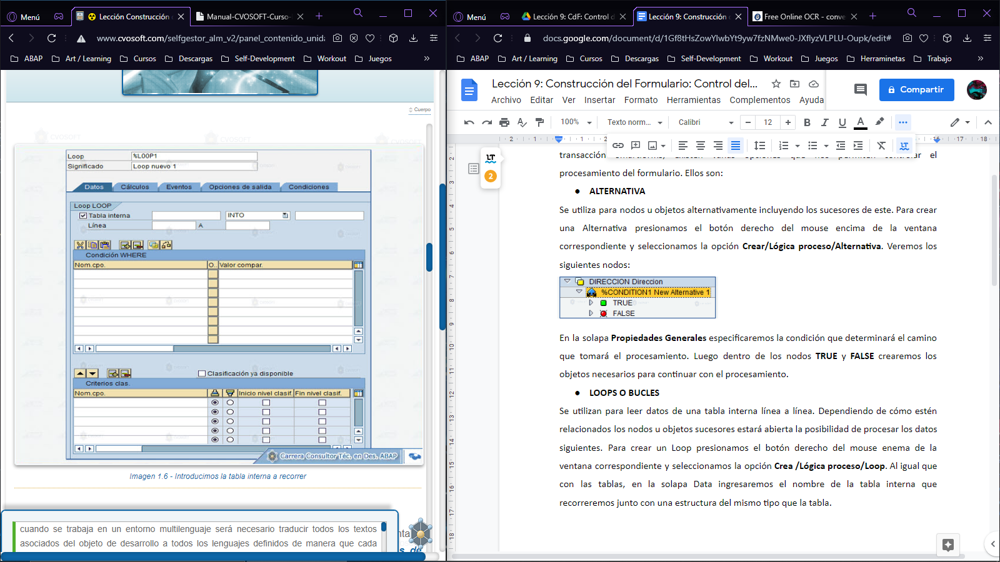 Menú
Lección Construcción
Manual-CVOSOFT-Curso-
www.cvosoft.com/selfgestor_alm_v2/panel_contenido_unida
ABAP
Art / Learning
Cursos
Descargas
Self-Development
Workout
Juegos
Cuerpo
CVOSOFT
Loop %LOOP1
Significado Loop nuevo 1
Datos Cálculos Eventos Opciones de salida Condiciones
Loop LOOP
Tabla interna INTO
Línea A
Condición WHERE
Nom.cpo. O.. Valor compar.
Clasificación ya disponible
Criterios clas.
Nom.cpo. Inicio nivel clasif. Fin nivel clasif.
Carrera Consultor Téc. en Des. ABAP
Imagen 1.6 - Introducimos la tabla interna a recorrer
cuando se trabaja en un entorno multilenguaje será necesario traducir todos los textos
asociados del objeto de desarrollo a todos los lenguajes definidos de manera que cada
Menú
Lección 9: CdF: Control d
Lección 9: Construcción
Free Online OCR - conve
docs.google.com/document/d/1Gf8tHsZowYlwbYt9yw7fzNMwe0-JXflyzVLPLU-Oupk/edit#
ABAP
Art / Learning
Cursos
Descargas
Self-Development
Workout
Juegos
Herraminetas
Trabajo
Lección 9: Construcción del Formulario: Control del...
Archivo Editar Ver Insertar Formato Herramientas Complementos Ayuda
Compartir
100% Texto norm... Calibri 12 B I U A
LT
2
procesamiento del formulario. Ellos son:
● ALTERNATIVA
Se utiliza para nodos u objetos alternativamente incluyendo los sucesores de este. Para crear
una Alternativa presionamos el botón derecho del mouse encima de la ventana
correspondiente y seleccionamos la opción Crear/Lógica proceso/Alternativa. Veremos los
siguientes nodos:
DIRECCION Direccion
%CONDITION1 New Alternative 1
TRUE
FALSE
En la solapa Propiedades Generales especificaremos la condición que determinará el camino
que tomará el procesamiento. Luego dentro de los nodos TRUE y FALSE crearemos los
objetos necesarios para continuar con el procesamiento.
● LOOPS O BUCLES
Se utilizan para leer datos de una tabla interna línea a línea. Dependiendo de cómo estén
relacionados los nodos u objetos sucesores estará abierta la posibilidad de procesar los datos
siguientes. Para crear un Loop presionamos el botón derecho del mouse enema de la
ventana correspondiente y seleccionamos la opción Crea /Lógica proceso/Loop. Al igual que
con las tablas, en la solapa Data ingresaremos el nombre de la tabla interna que
recorreremos junto con una estructura del mismo tipo que la tabla.